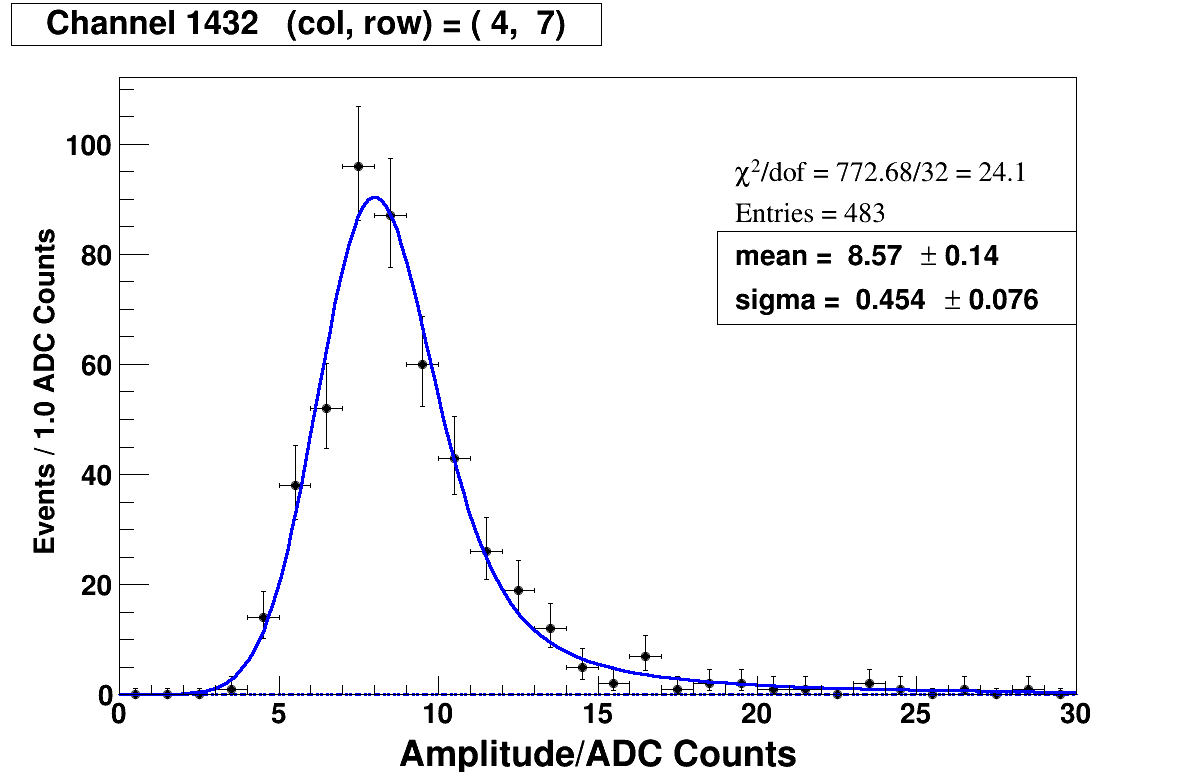 Channel 1432 (col, row) = ( 4, 7)
χ²/dof = 772.68/32 = 24.1
Entries = 483
mean = 8.57 ± 0.14
sigma = 0.454 ± 0.076
Events / 1.0 ADC Counts
100
80
60
40
20
0
0 5 10 15 20 25 30
Amplitude/ADC Counts